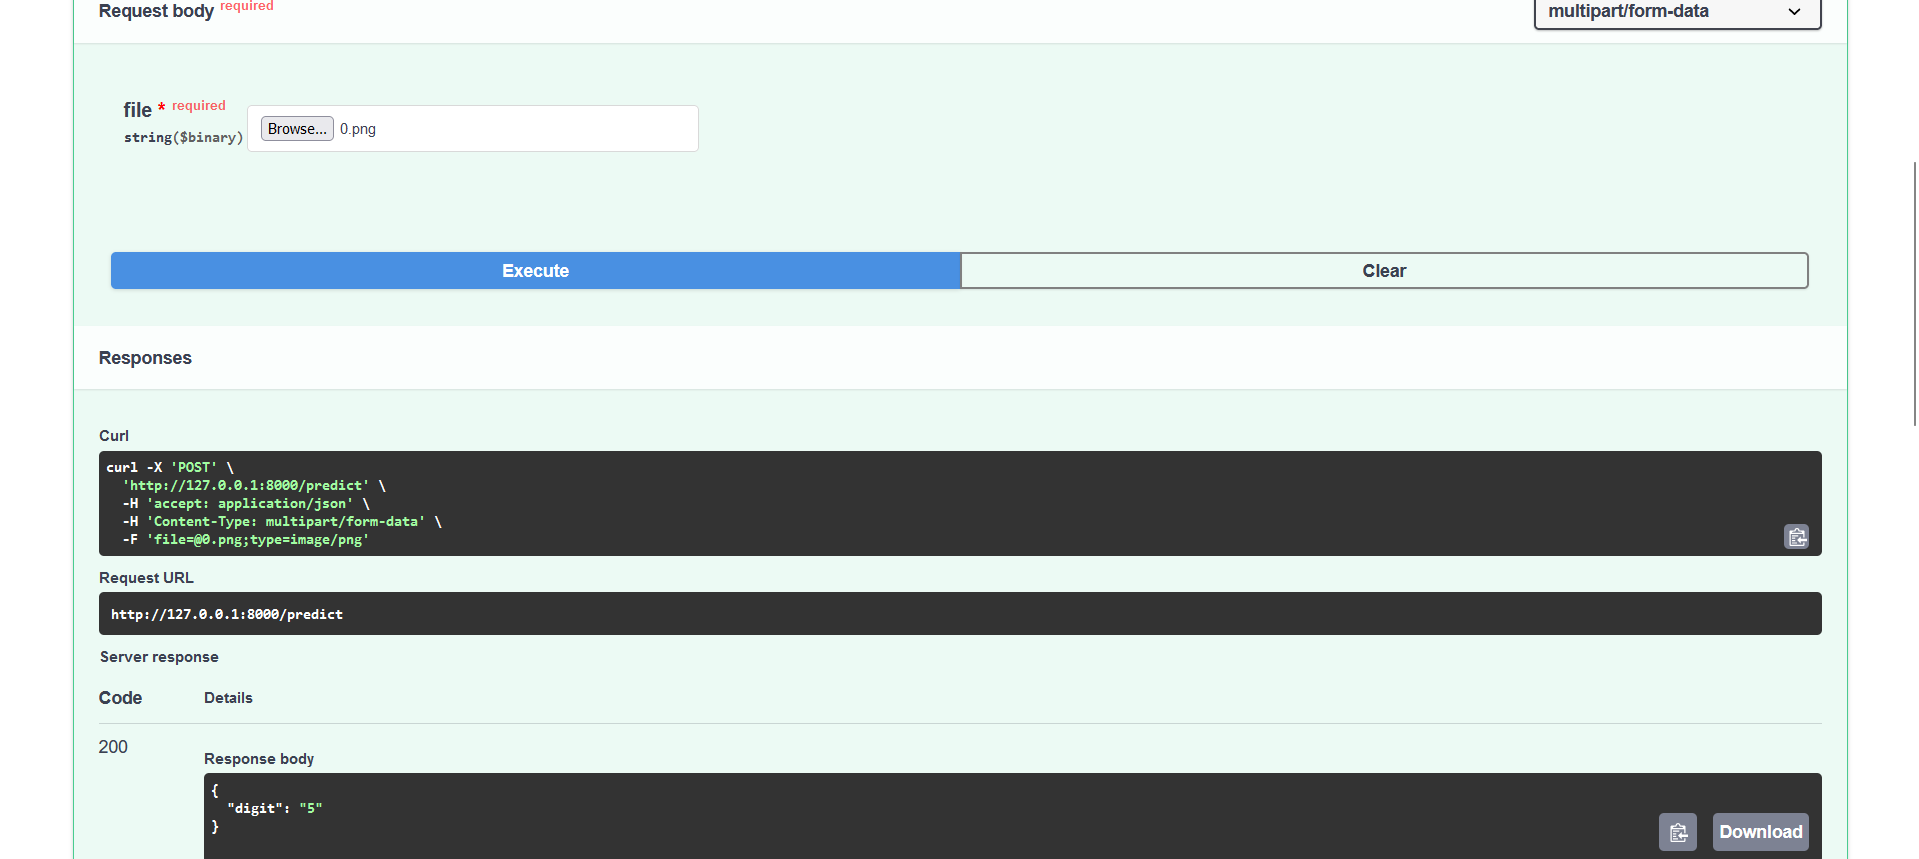 Request body required
multipart/form-data
file * required
string($binary)
Browse... 0.png
Execute
Clear
Responses
Curl
curl -X 'POST' \
'http://127.0.0.1:8000/predict' \
-H 'accept: application/json' \
-H 'Content-Type: multipart/form-data' \
-F 'file=@0.png;type=image/png'
Request URL
http://127.0.0.1:8000/predict
Server response
Code Details
200
Response body
{
"digit": "5"
}
Download